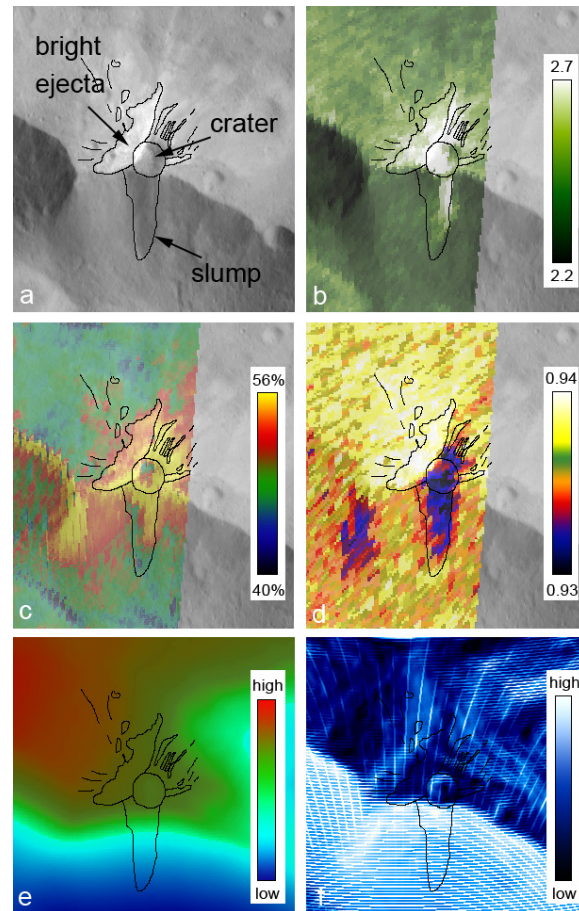 bright
ejecta
crater
slump
a
2.7
2.2
b
56%
40%
c
0.94
0.93
d
high
low
e
high
low
f